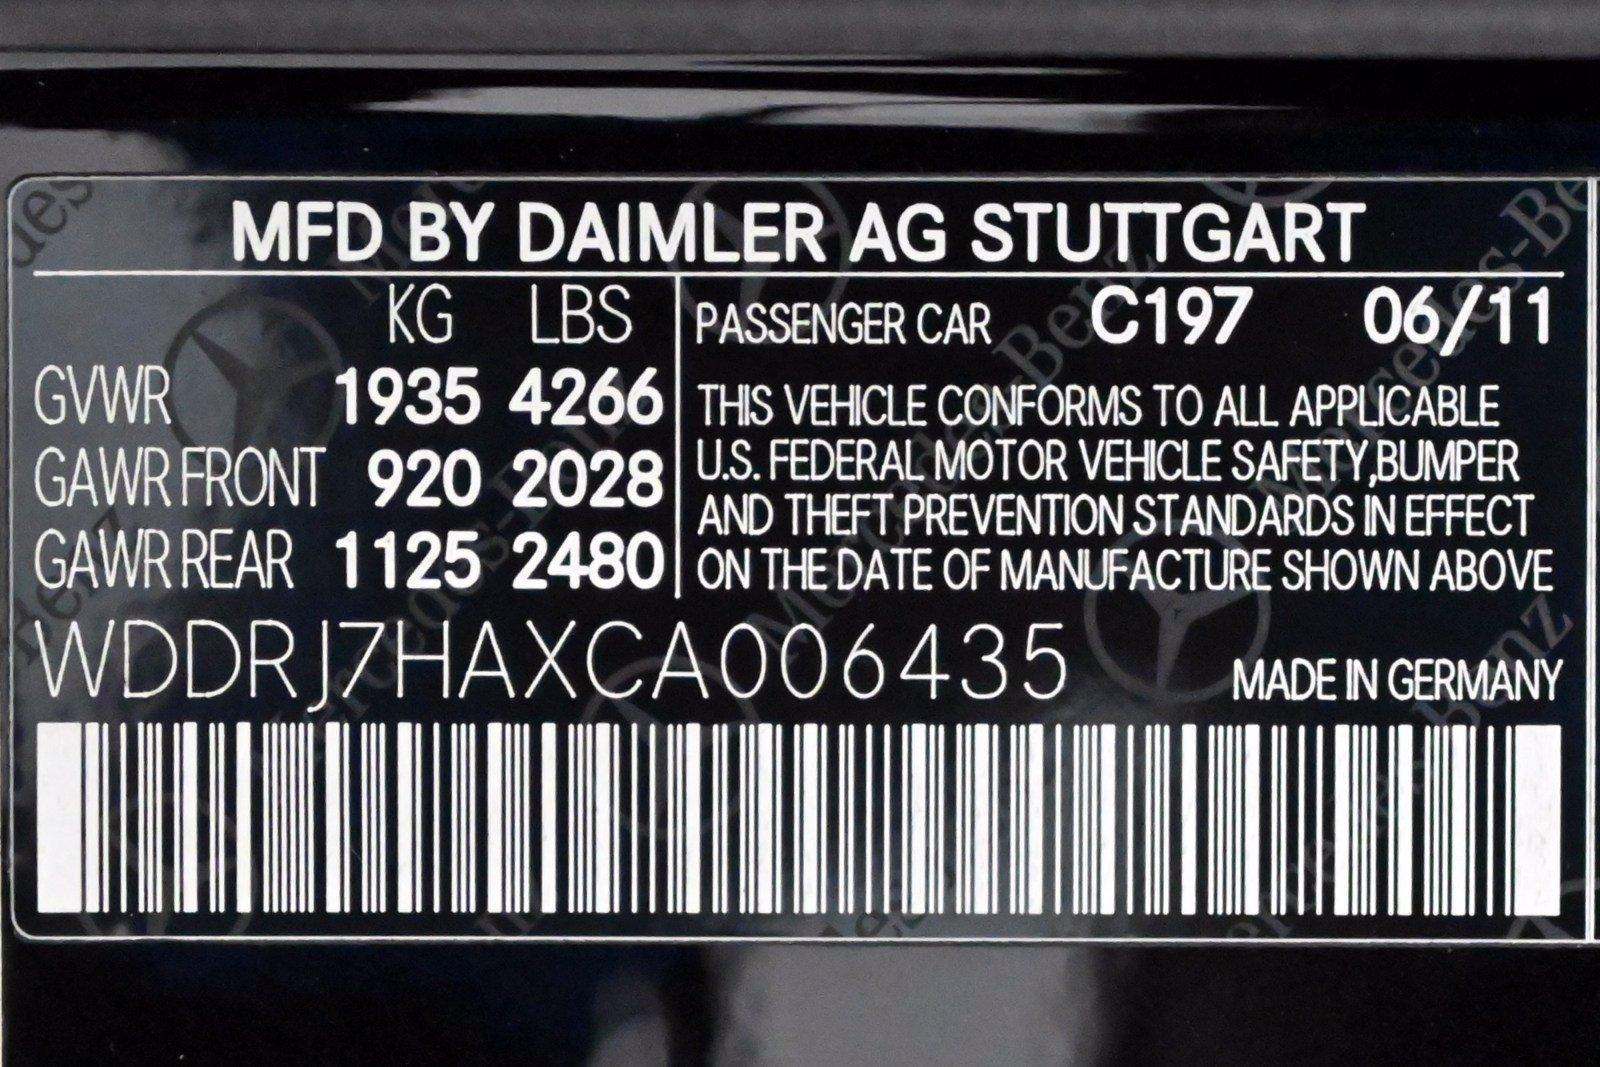 MFD BY DAIMLER AG STUTTGART
KG LBS
GVWR 1935 4266
GAWR FRONT 920 2028
GAWR REAR 1125 2480
PASSENGER CAR C197 06/11
THIS VEHICLE CONFORMS TO ALL APPLICABLE
U.S. FEDERAL MOTOR VEHICLE SAFETY,BUMPER
AND THEFT PREVENTION STANDARDS IN EFFECT
ON THE DATE OF MANUFACTURE SHOWN ABOVE
WDDRJ7HAXCA006435
MADE IN GERMANY
Mercedes-Benz